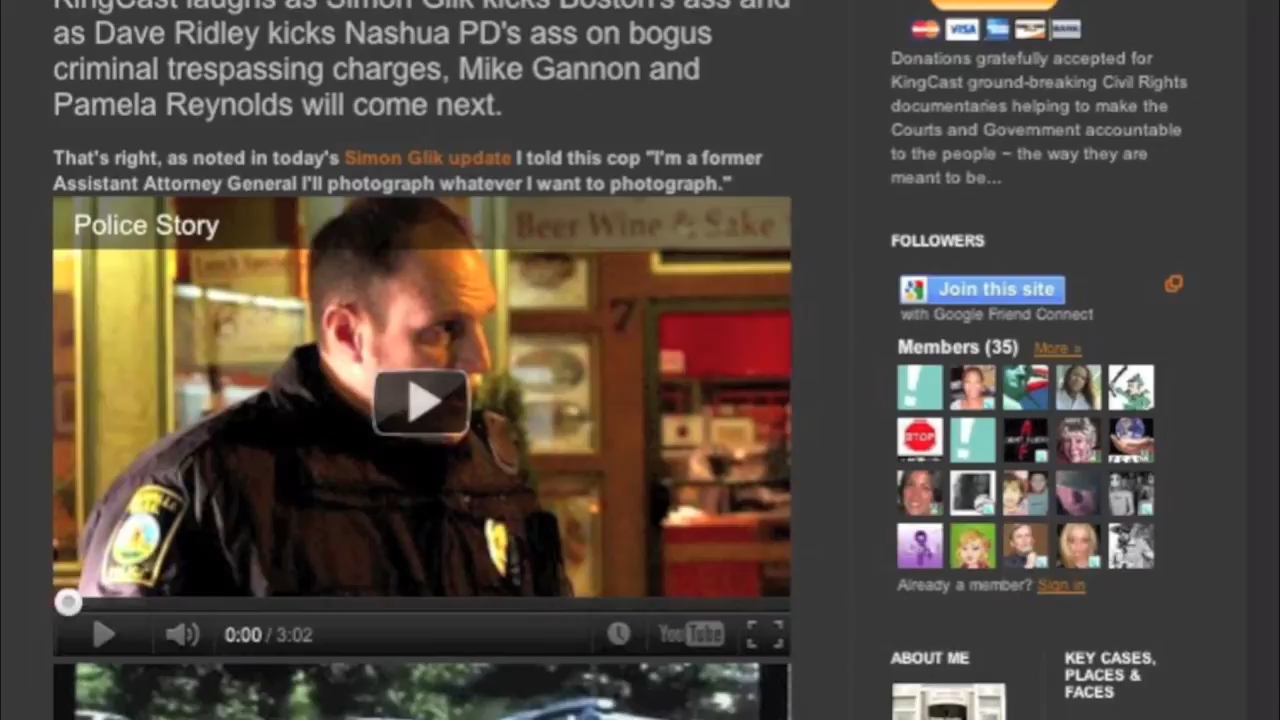 KingCast laughs as Simon Glik kicks Boston's ass and
as Dave Ridley kicks Nashua PD's ass on bogus
criminal trespassing charges, Mike Gannon and
Pamela Reynolds will come next.
That's right, as noted in today's Simon Glik update I told this cop "I'm a former
Assistant Attorney General I'll photograph whatever I want to photograph."
Police Story
Beer Wine & Sake
7
0:00 / 3:02
YouTube
MasterCard VISA
BANK
Donations gratefully accepted for
KingCast ground-breaking Civil Rights
documentaries helping to make the
Courts and Government accountable
to the people – the way they are
meant to be...
FOLLOWERS
Join this site
with Google Friend Connect
Members (35) More »
STOP
Already a member? Sign in
ABOUT ME
KEY CASES,
PLACES &
FACES